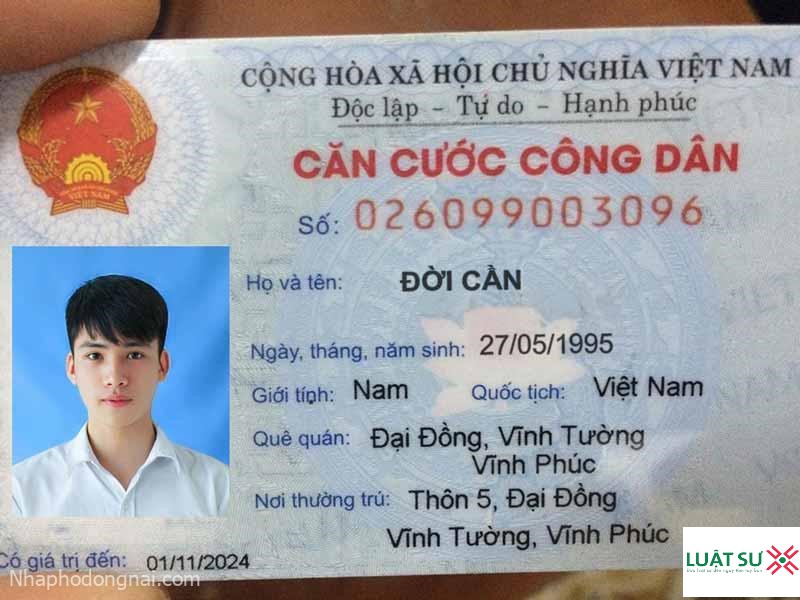 CỘNG HÒA XÃ HỘI CHỦ NGHĨA VIỆT NAM
Độc lập - Tự do - Hạnh phúc
CĂN CƯỚC CÔNG DÂN
Số: 026099003096
Họ và tên: ĐỜI CẦN
Ngày, tháng, năm sinh: 27/05/1995
Giới tính: Nam Quốc tịch: Việt Nam
Quê quán: Đại Đồng, Vĩnh Tường
Vĩnh Phúc
Nơi thường trú: Thôn 5, Đại Đồng
Vĩnh Tường, Vĩnh Phúc
Có giá trị đến: 01/11/2024
Nhaphodongnai.com
VIỆT NAM
LUẬT SƯ